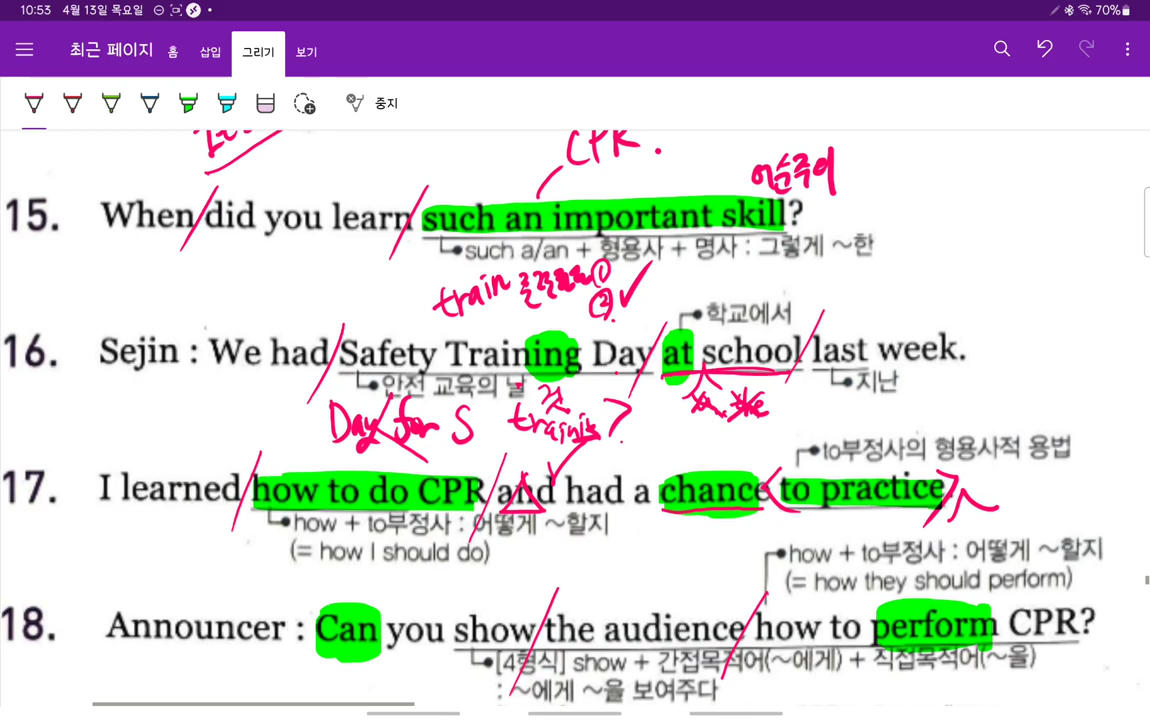 10:53 4월 13일 목요일
70%
최근 페이지 홈 삽입 그리기 보기
중지
CPR.
어순주의
15. When did you learn such an important skill?
such a/an + 형용사 + 명사 : 그렇게 ~한
train ① ②
학교에서
16. Sejin : We had Safety Training Day at school last week.
안전 교육의 날
지난
Day for S
것
training ?
to부정사의 형용사적 용법
17. I learned how to do CPR and had a chance to practice.
how + to부정사 : 어떻게 ~할지
(= how I should do)
how + to부정사 : 어떻게 ~할지
(= how they should perform)
18. Announcer : Can you show the audience how to perform CPR?
[4형식] show + 간접목적어(~에게) + 직접목적어(~을)
: ~에게 ~을 보여주다